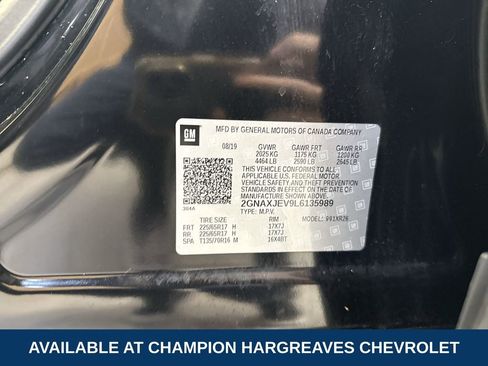 GM
MFD BY GENERAL MOTORS OF CANADA COMPANY
08/19 GVWR GAWR FRT GAWR RR
2025 KG 1175 KG 1200 KG
4464 LB 2590 LB 2645 LB
THIS VEHICLE CONFORMS TO ALL
APPLICABLE U.S. FEDERAL MOTOR
VEHICLE SAFETY AND THEFT PREVENTION
STANDARDS IN EFFECT ON THE DATE OF
MANUFACTURE SHOWN ABOVE.
2GNAXJEV9L6135989
TYPE: M.P.V. MODEL: 991XR26
TIRE SIZE RIM
FRT 225/65R17 H 17X7J
RR 225/65R17 H 17X7J
SPA T135/70R16 M 16X4BT
AVAILABLE AT CHAMPION HARGREAVES CHEVROLET